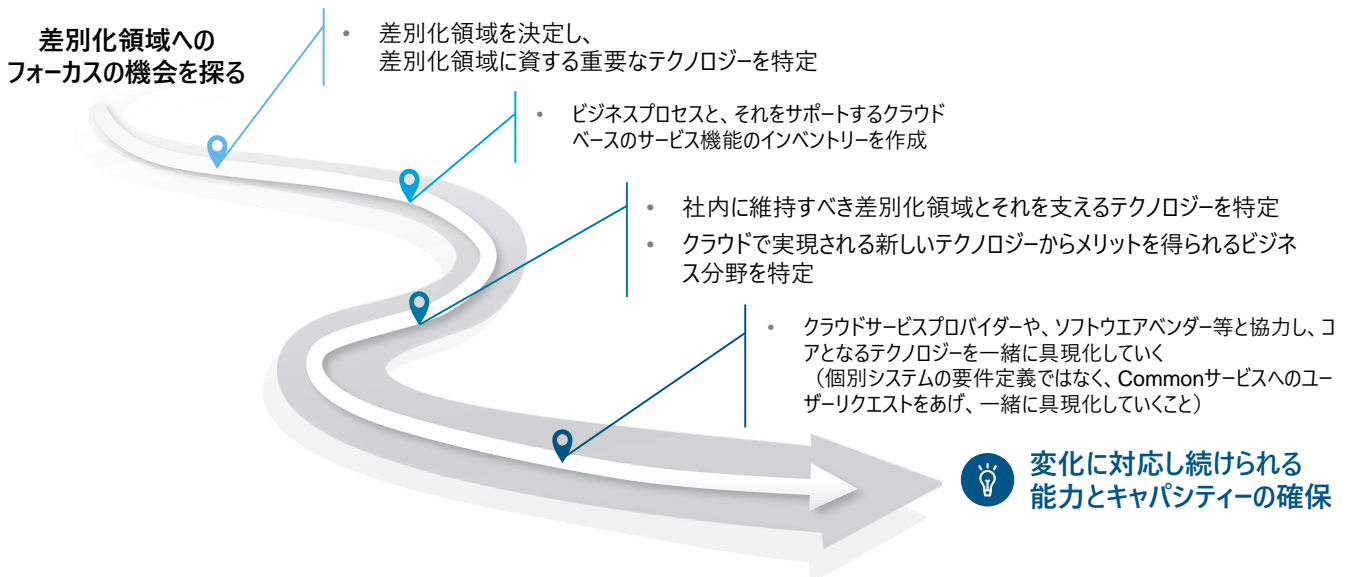 差別化領域への
フォーカスの機会を探る
• 差別化領域を決定し、
差別化領域に資する重要なテクノロジーを特定
• ビジネスプロセスと、それをサポートするクラウド
ベースのサービス機能のインベントリーを作成
• 社内に維持すべき差別化領域とそれを支えるテクノロジーを特定
• クラウドで実現される新しいテクノロジーからメリットを得られるビジネ
ス分野を特定
• クラウドサービスプロバイダーや、ソフトウエアベンダー等と協力し、コ
アとなるテクノロジーを一緒に具現化していく
（個別システムの要件定義ではなく、Commonサービスへのユー
ザーリクエストをあげ、一緒に具現化していくこと）
変化に対応し続けられる
能力とキャパシティーの確保